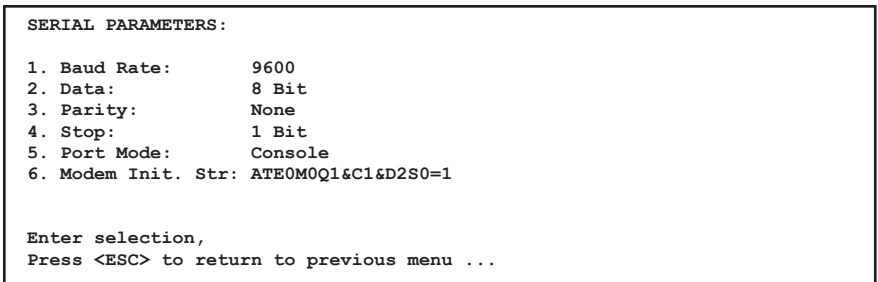 SERIAL PARAMETERS:
1. Baud Rate: 9600
2. Data: 8 Bit
3. Parity: None
4. Stop: 1 Bit
5. Port Mode: Console
6. Modem Init. Str: ATE0M0Q1&C1&D2S0=1
Enter selection,
Press <ESC> to return to previous menu ...